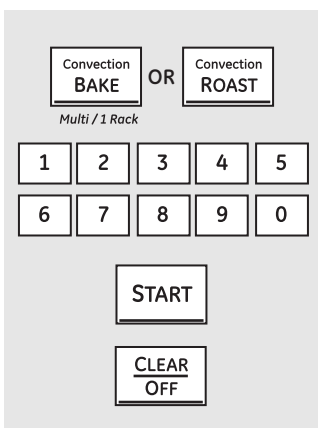 Convection Convection
BAKE OR ROAST
Multi / 1 Rack
1 2 3 4 5
6 7 8 9 0
START
CLEAR
OFF